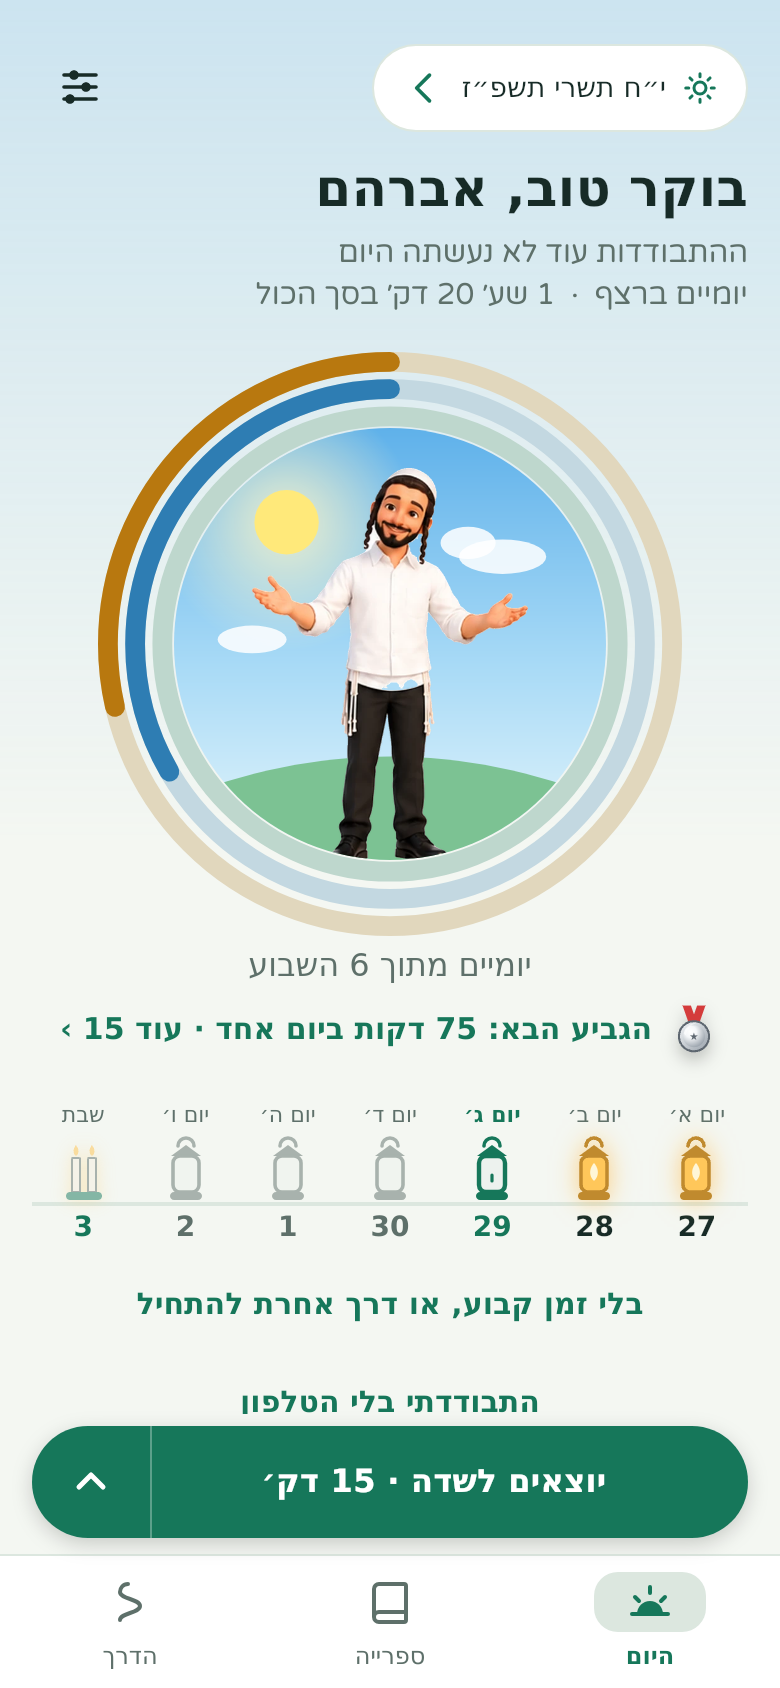 י״ח תשרי תשפ״ז
בוקר טוב, אברהם
ההתבודדות עוד לא נעשתה היום
יומיים ברצף · 1 שע׳ 20 דק׳ בסך הכול
יומיים מתוך 6 השבוע
הגביע הבא: 75 דקות ביום אחד · עוד 15 ›
יום א׳ יום ב׳ יום ג׳ יום ד׳ יום ה׳ יום ו׳ שבת
27 28 29 30 1 2 3
בלי זמן קבוע, או דרך אחרת להתחיל
התבודדתי בלי הטלפון
יוצאים לשדה · 15 דק׳
היום ספרייה הדרך